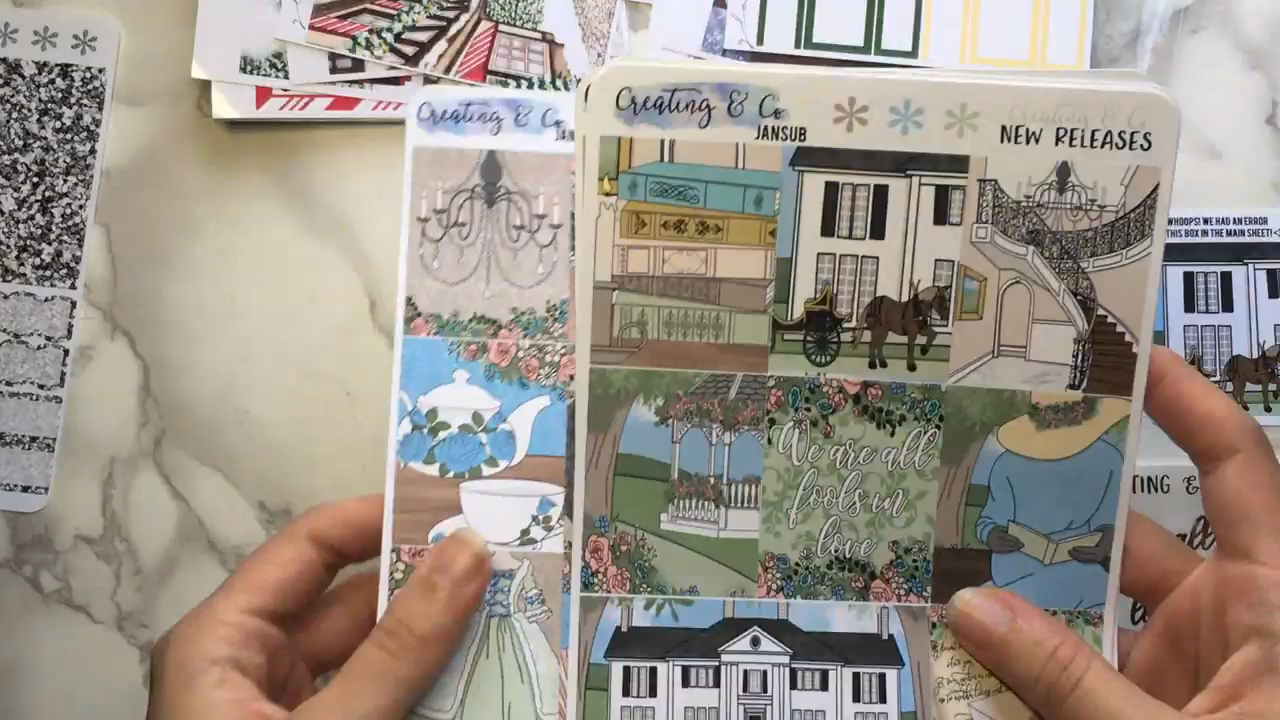 Creating & Co
JANSUB
NEW RELEASES
Creating & Co
WHOOPS! WE HAD AN ERROR
THIS BOX IN THE MAIN SHEET!
We are all
fools in
love